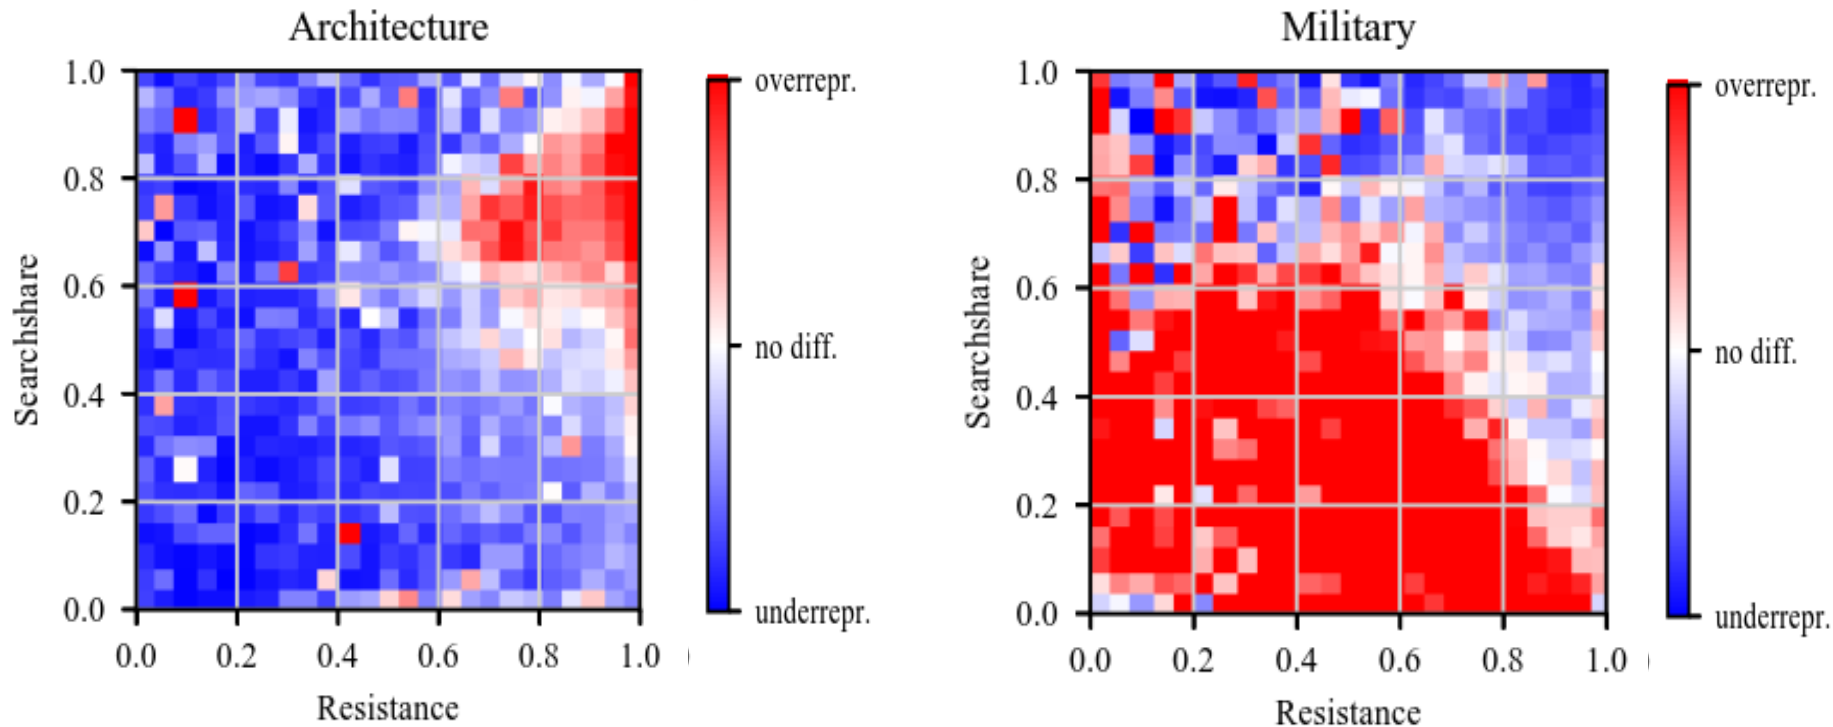 Architecture
1.0
0.8
0.6
0.4
0.2
0.0
Searchshare
0.0 0.2 0.4 0.6 0.8 1.0
Resistance
overrepr.
no diff.
underrepr.
Military
1.0
0.8
0.6
0.4
0.2
0.0
Searchshare
0.0 0.2 0.4 0.6 0.8 1.0
Resistance
overrepr.
no diff.
underrepr.